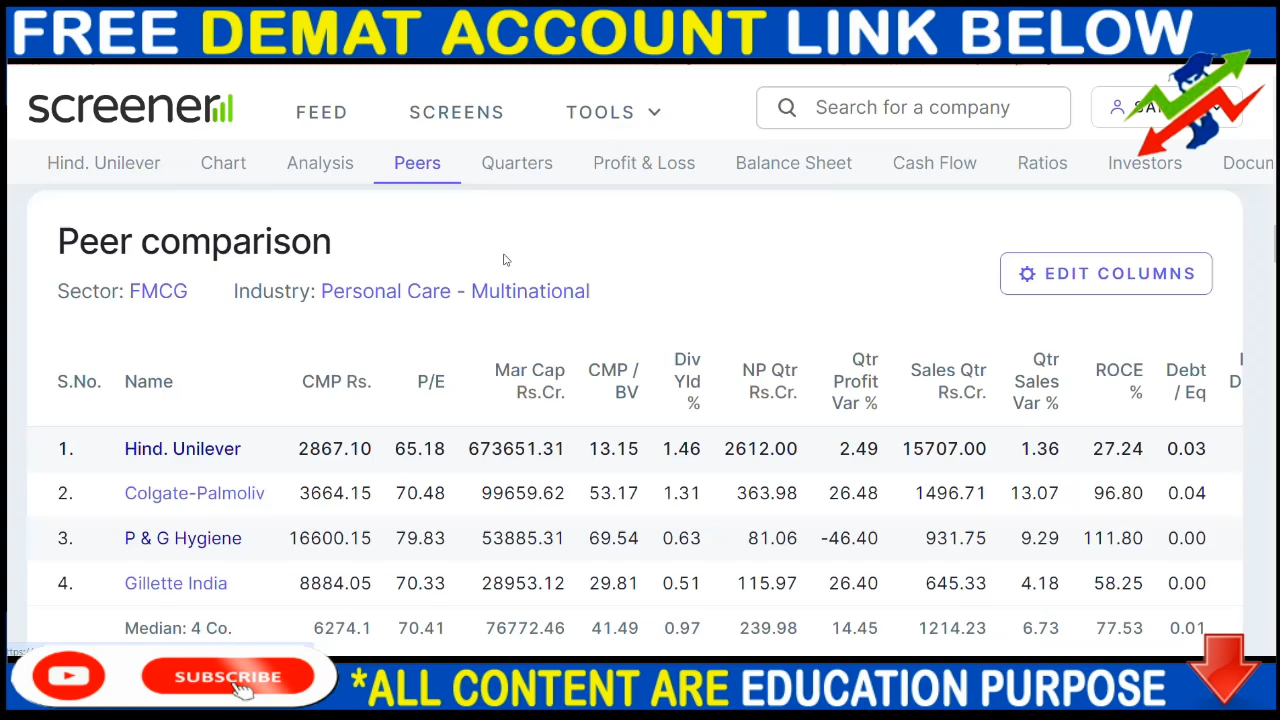 FREE DEMAT ACCOUNT LINK BELOW
screener
FEED SCREENS TOOLS
Search for a company
Hind. Unilever Chart Analysis Peers Quarters Profit & Loss Balance Sheet Cash Flow Ratios Investors
Peer comparison
Sector: FMCG Industry: Personal Care - Multinational
EDIT COLUMNS
S.No. Name CMP Rs. P/E Mar Cap Rs.Cr. CMP / BV Div Yld % NP Qtr Rs.Cr. Qtr Profit Var % Sales Qtr Rs.Cr. Qtr Sales Var % ROCE % Debt / Eq
1. Hind. Unilever 2867.10 65.18 673651.31 13.15 1.46 2612.00 2.49 15707.00 1.36 27.24 0.03
2. Colgate-Palmoliv 3664.15 70.48 99659.62 53.17 1.31 363.98 26.48 1496.71 13.07 96.80 0.04
3. P & G Hygiene 16600.15 79.83 53885.31 69.54 0.63 81.06 -46.40 931.75 9.29 111.80 0.00
4. Gillette India 8884.05 70.33 28953.12 29.81 0.51 115.97 26.40 645.33 4.18 58.25 0.00
Median: 4 Co. 6274.1 70.41 76772.46 41.49 0.97 239.98 14.45 1214.23 6.73 77.53 0.01
SUBSCRIBE
*ALL CONTENT ARE EDUCATION PURPOSE